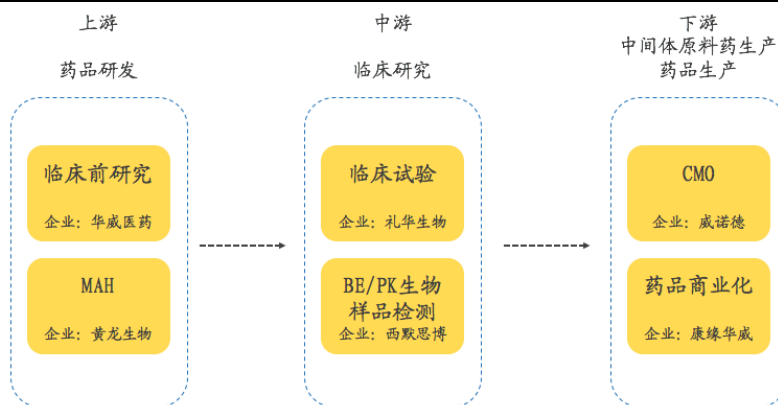 上游
药品研发
临床前研究
企业：华威医药
MAH
企业：黄龙生物
中游
临床研究
临床试验
企业：礼华生物
BE/PK生物
样品检测
企业：西默思博
下游
中间体原料药生产
药品生产
CMO
企业：威诺德
药品商业化
企业：康缘华威